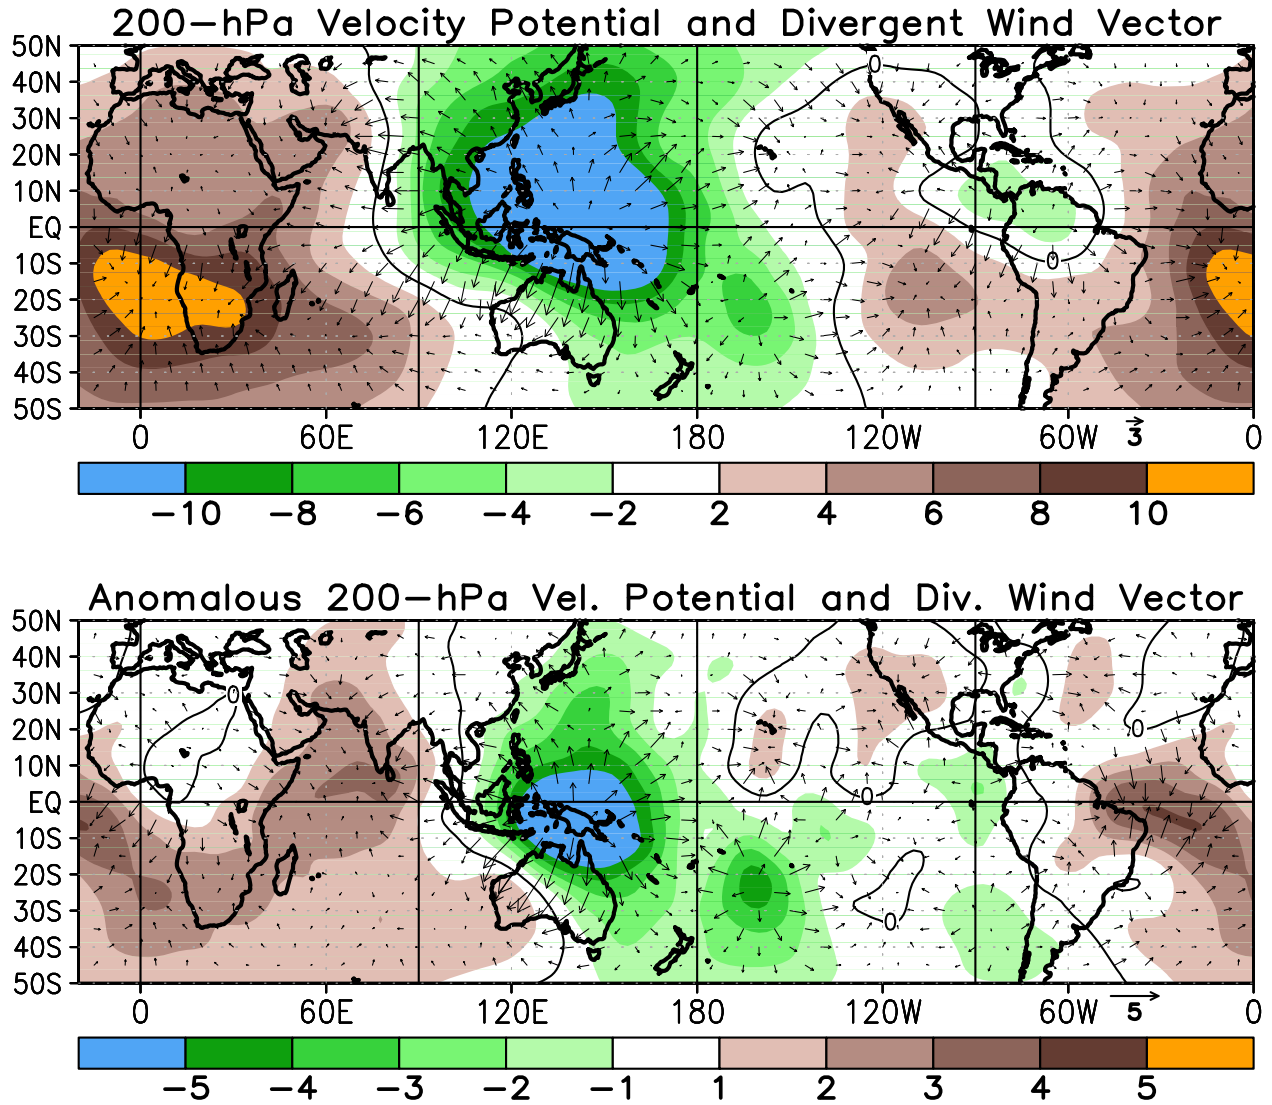 200-hPa Velocity Potential and Divergent Wind Vector
50N
40N
30N
20N
10N
EQ
10S
20S
30S
40S
50S
0
0
0 60E 120E 180 120W 60W 0
3
-10 -8 -6 -4 -2 2 4 6 8 10
Anomalous 200-hPa Vel. Potential and Div. Wind Vector
50N
40N
30N
20N
10N
EQ
10S
20S
30S
40S
50S
0
0
0
0
0 60E 120E 180 120W 60W 0
5
-5 -4 -3 -2 -1 1 2 3 4 5